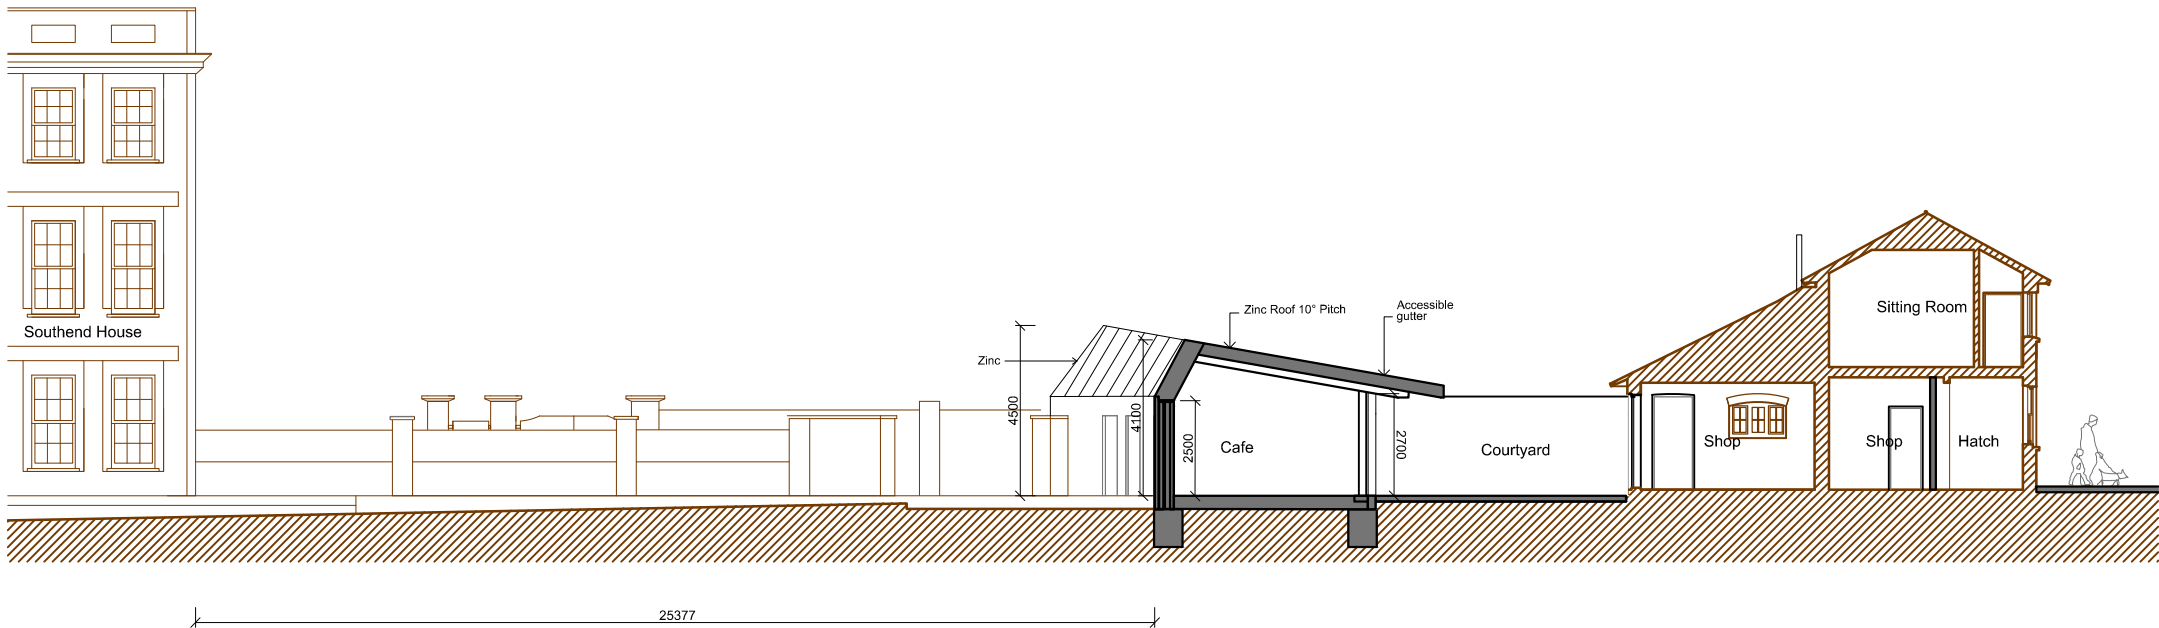 Southend House
Zinc
4500
4100
2500
Cafe
Zinc Roof 10° Pitch
Accessible
gutter
2700
Courtyard
Shop
Sitting Room
Shop
Hatch
25377